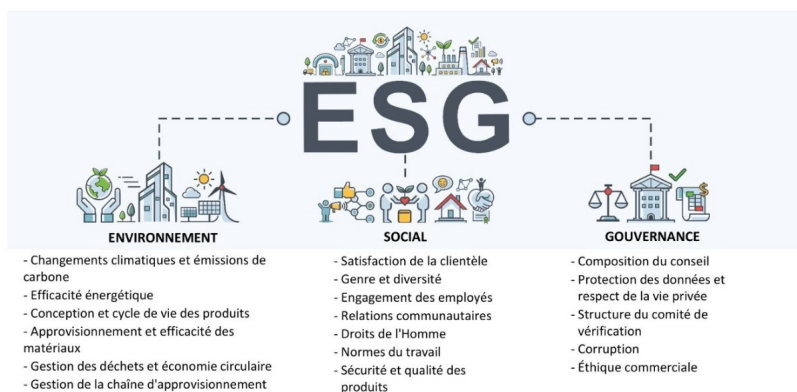 ESG
ENVIRONNEMENT
- Changements climatiques et émissions de
carbone
- Efficacité énergétique
- Conception et cycle de vie des produits
- Approvisionnement et efficacité des
matériaux
- Gestion des déchets et économie circulaire
- Gestion de la chaîne d'approvisionnement
SOCIAL
- Satisfaction de la clientèle
- Genre et diversité
- Engagement des employés
- Relations communautaires
- Droits de l'Homme
- Normes du travail
- Sécurité et qualité des
produits
GOUVERNANCE
- Composition du conseil
- Protection des données et
respect de la vie privée
- Structure du comité de
vérification
- Corruption
- Éthique commerciale